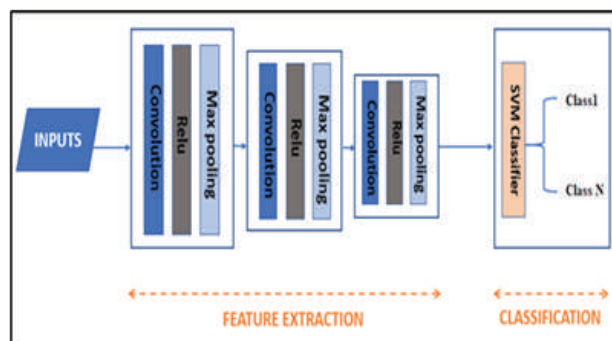 INPUTS
Convolution
Relu
Max pooling
Convolution
Relu
Max pooling
Convolution
Relu
Max pooling
SVM Classifier
Class1
Class N
FEATURE EXTRACTION
CLASSIFICATION